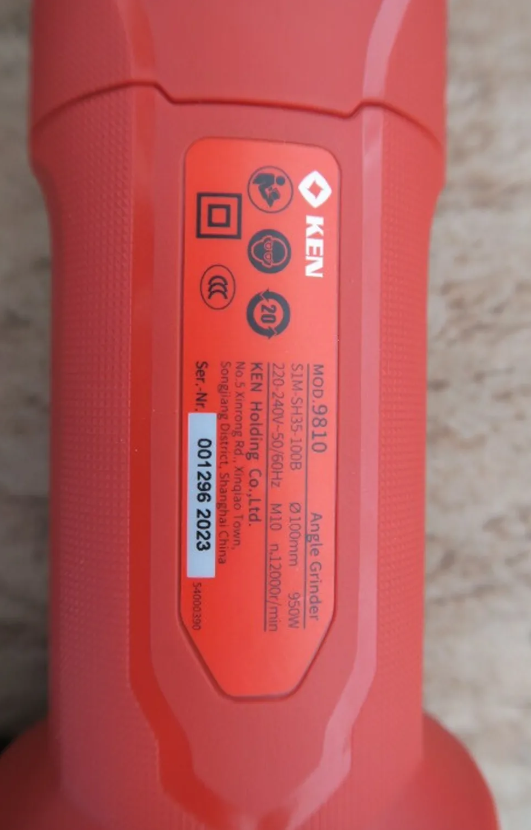 KEN
20
MOD.9810 Angle Grinder
S1M-SH35-100B Ø100mm 950W
220-240V~50/60Hz M10 n.12000r/min
KEN Holding Co.,Ltd.
No.5 Xinrong Rd., Xinqiao Town,
Songjiang District, Shanghai China
Ser.-Nr. 001296 2023
54000390